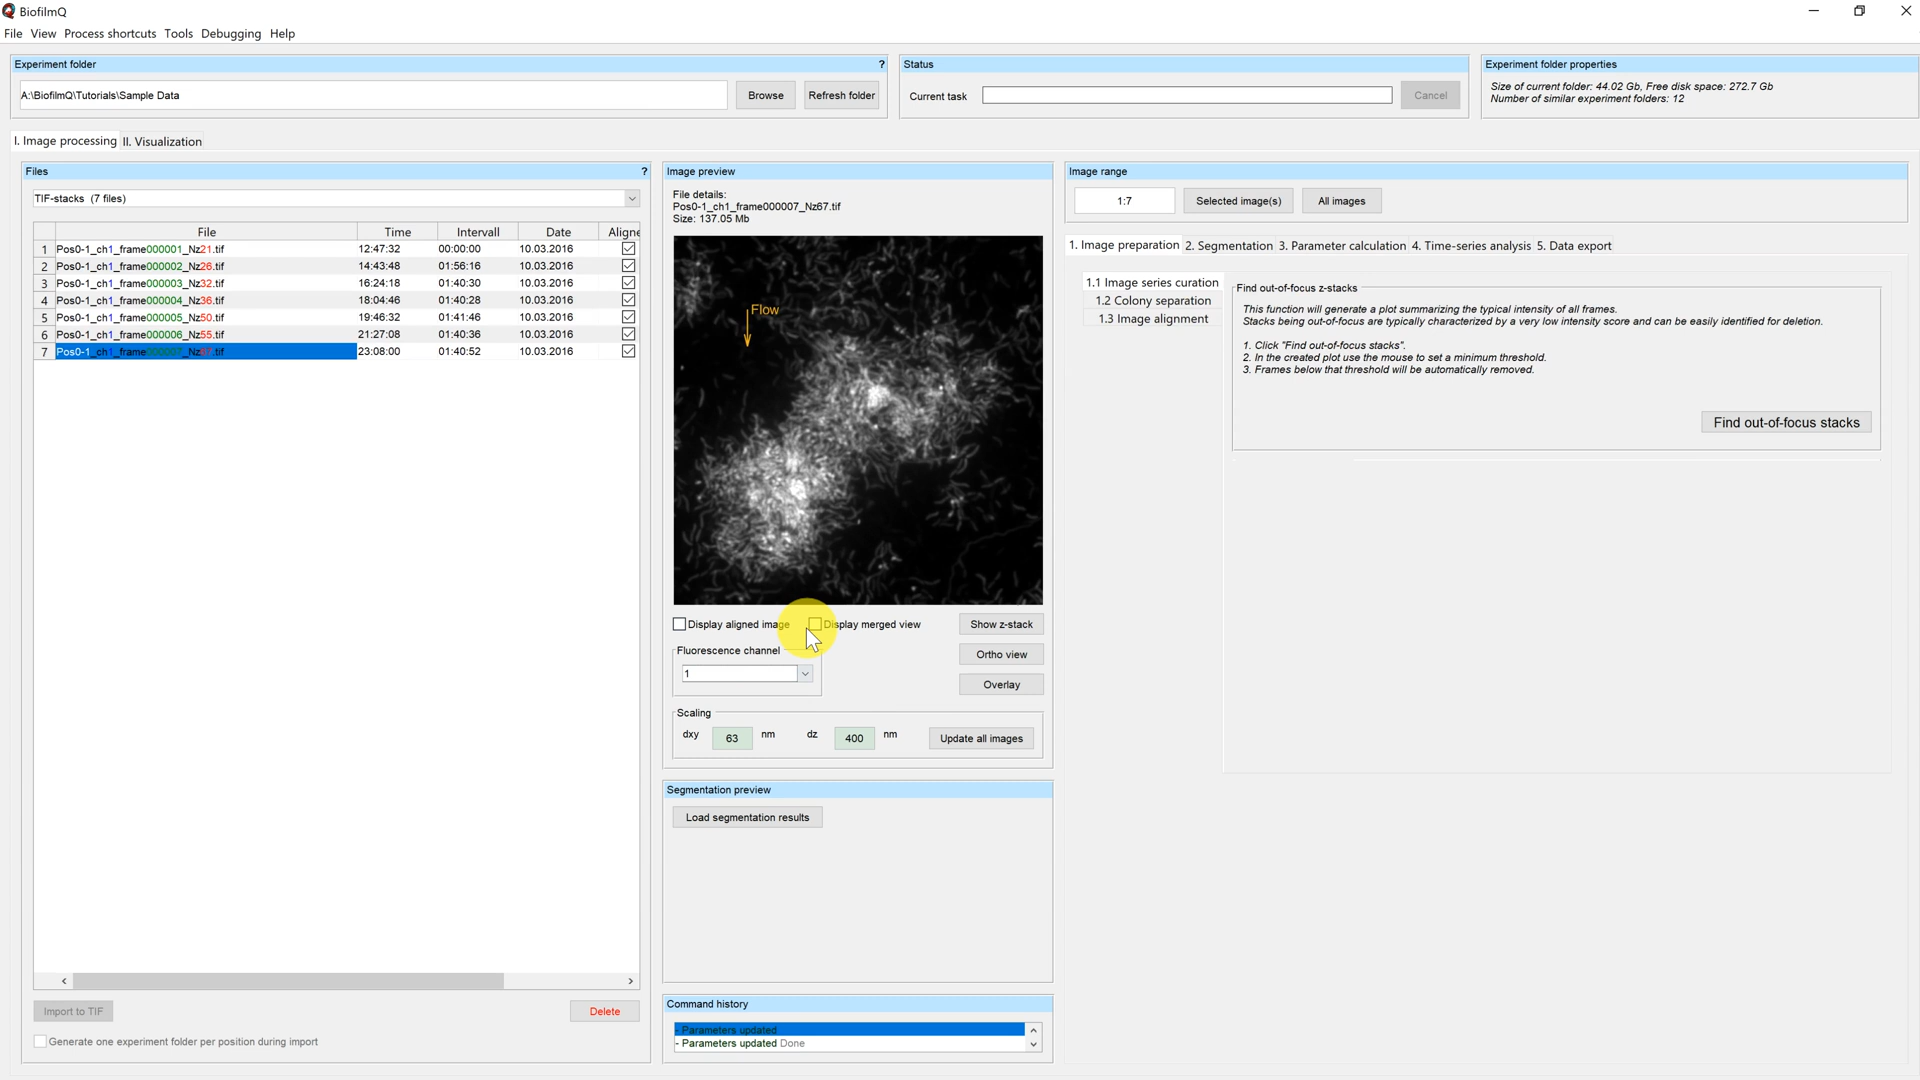 BiofilmQ
File View Process shortcuts Tools Debugging Help
Experiment folder ?
A:\BiofilmQ\Tutorials\Sample Data
Browse
Refresh folder
Status
Current task
Cancel
Experiment folder properties
Size of current folder: 44.02 Gb, Free disk space: 272.7 Gb
Number of similar experiment folders: 12
I. Image processing II. Visualization
Files ?
TIF-stacks (7 files)
File Time Intervall Date Aligne
1 Pos0-1_ch1_frame000001_Nz21.tif 12:47:32 00:00:00 10.03.2016
2 Pos0-1_ch1_frame000002_Nz26.tif 14:43:48 01:56:16 10.03.2016
3 Pos0-1_ch1_frame000003_Nz32.tif 16:24:18 01:40:30 10.03.2016
4 Pos0-1_ch1_frame000004_Nz36.tif 18:04:46 01:40:28 10.03.2016
5 Pos0-1_ch1_frame000005_Nz50.tif 19:46:32 01:41:46 10.03.2016
6 Pos0-1_ch1_frame000006_Nz55.tif 21:27:08 01:40:36 10.03.2016
7 Pos0-1_ch1_frame000007_Nz67.tif 23:08:00 01:40:52 10.03.2016
Import to TIF
Delete
Generate one experiment folder per position during import
Image preview
File details:
Pos0-1_ch1_frame000007_Nz67.tif
Size: 137.05 Mb
Flow
Display aligned image Display merged view
Show z-stack
Fluorescence channel
1
Ortho view
Overlay
Scaling
dxy 63 nm dz 400 nm
Update all images
Segmentation preview
Load segmentation results
Command history
- Parameters updated
- Parameters updated Done
Image range
1:7
Selected image(s)
All images
1. Image preparation 2. Segmentation 3. Parameter calculation 4. Time-series analysis 5. Data export
1.1 Image series curation
1.2 Colony separation
1.3 Image alignment
Find out-of-focus z-stacks
This function will generate a plot summarizing the typical intensity of all frames.
Stacks being out-of-focus are typically characterized by a very low intensity score and can be easily identified for deletion.
1. Click "Find out-of-focus stacks".
2. In the created plot use the mouse to set a minimum threshold.
3. Frames below that threshold will be automatically removed.
Find out-of-focus stacks